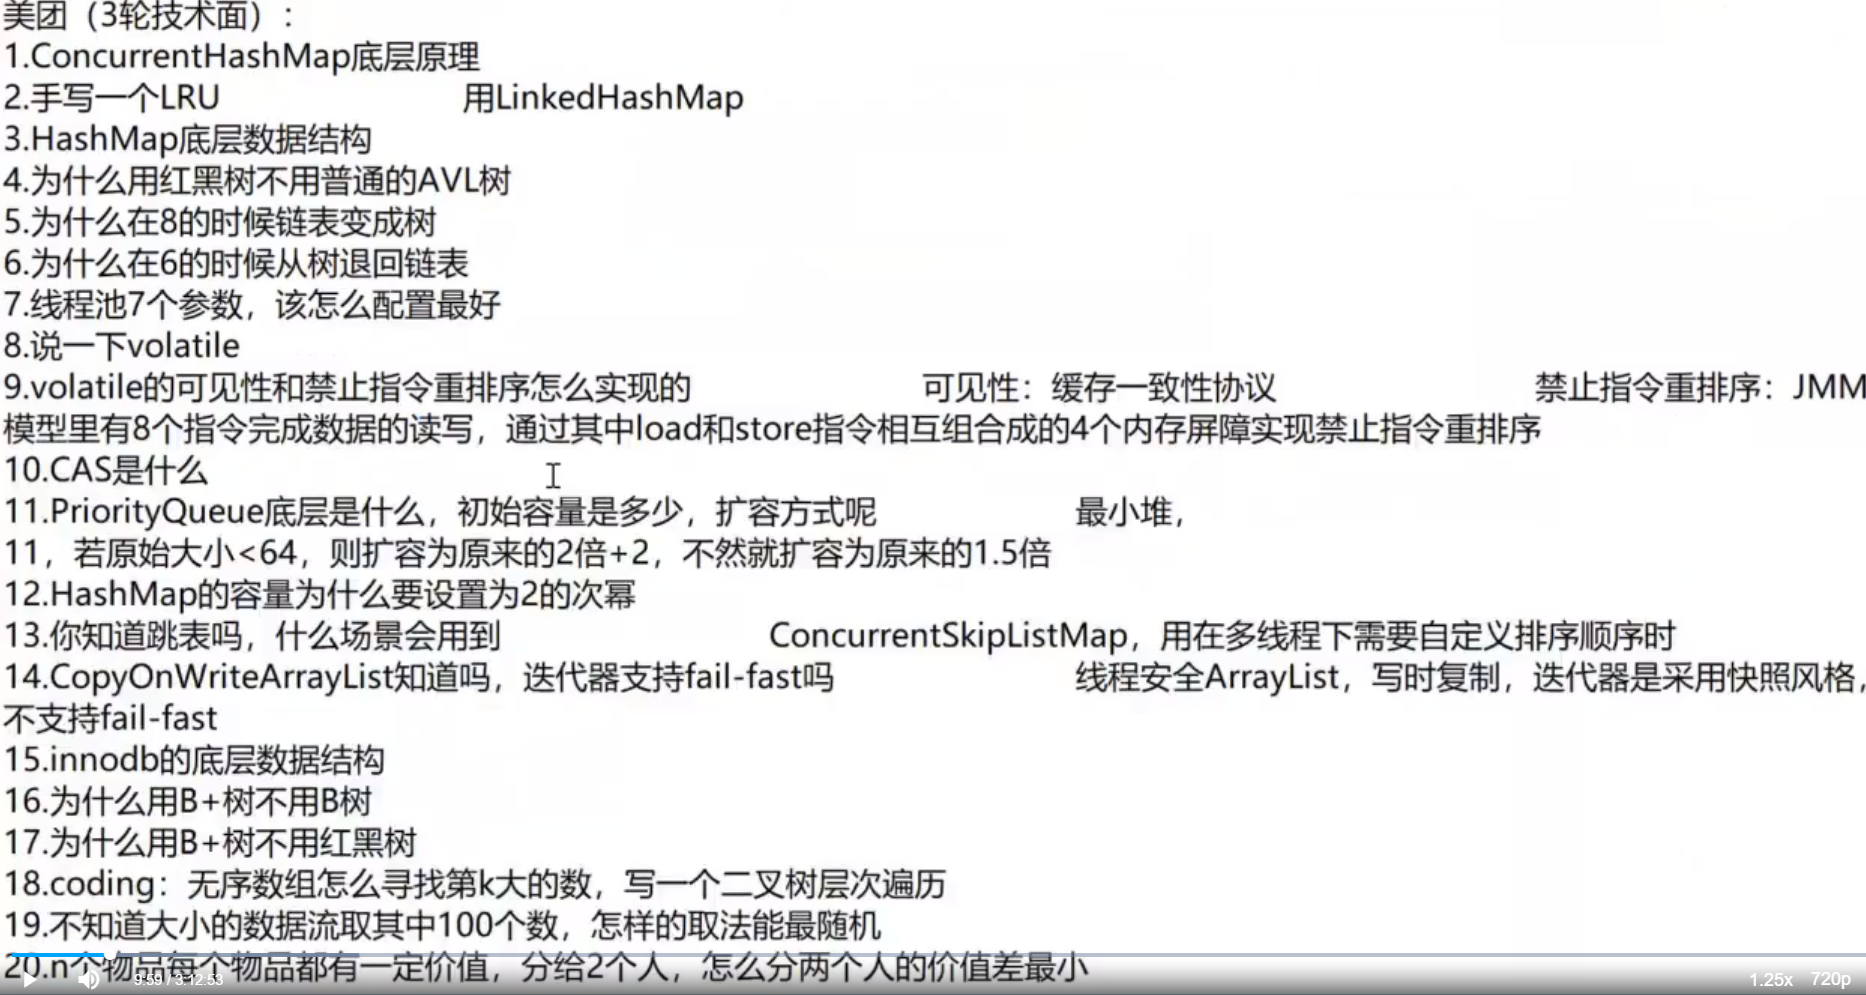 美团（3轮技术面）：
1.ConcurrentHashMap底层原理
2.手写一个LRU 用LinkedHashMap
3.HashMap底层数据结构
4.为什么用红黑树不用普通的AVL树
5.为什么在8的时候链表变成树
6.为什么在6的时候从树退回链表
7.线程池7个参数，该怎么配置最好
8.说一下volatile
9.volatile的可见性和禁止指令重排序怎么实现的 可见性：缓存一致性协议 禁止指令重排序：JMM
模型里有8个指令完成数据的读写，通过其中load和store指令相互组合成的4个内存屏障实现禁止指令重排序
10.CAS是什么
11.PriorityQueue底层是什么，初始容量是多少，扩容方式呢 最小堆，
11，若原始大小<64，则扩容为原来的2倍+2，不然就扩容为原来的1.5倍
12.HashMap的容量为什么要设置为2的次幂
13.你知道跳表吗，什么场景会用到 ConcurrentSkipListMap，用在多线程下需要自定义排序顺序时
14.CopyOnWriteArrayList知道吗，迭代器支持fail-fast吗 线程安全ArrayList，写时复制，迭代器是采用快照风格，
不支持fail-fast
15.innodb的底层数据结构
16.为什么用B+树不用B树
17.为什么用B+树不用红黑树
18.coding：无序数组怎么寻找第k大的数，写一个二叉树层次遍历
19.不知道大小的数据流取其中100个数，怎样的取法能最随机
20.n个物品每个物品都有一定价值，分给2个人，怎么分两个人的价值差最小
9:59 / 3:12:53 1.25x 720p